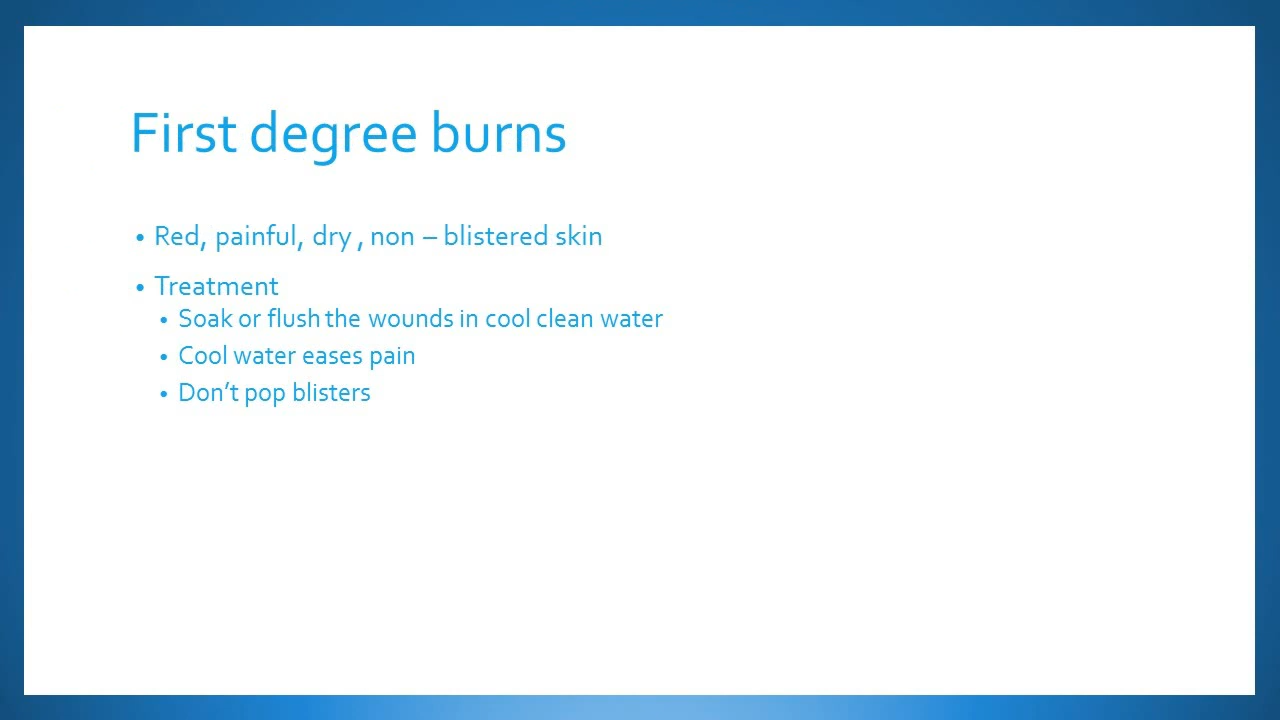 First degree burns
• Red, painful, dry , non – blistered skin
• Treatment
• Soak or flush the wounds in cool clean water
• Cool water eases pain
• Don’t pop blisters